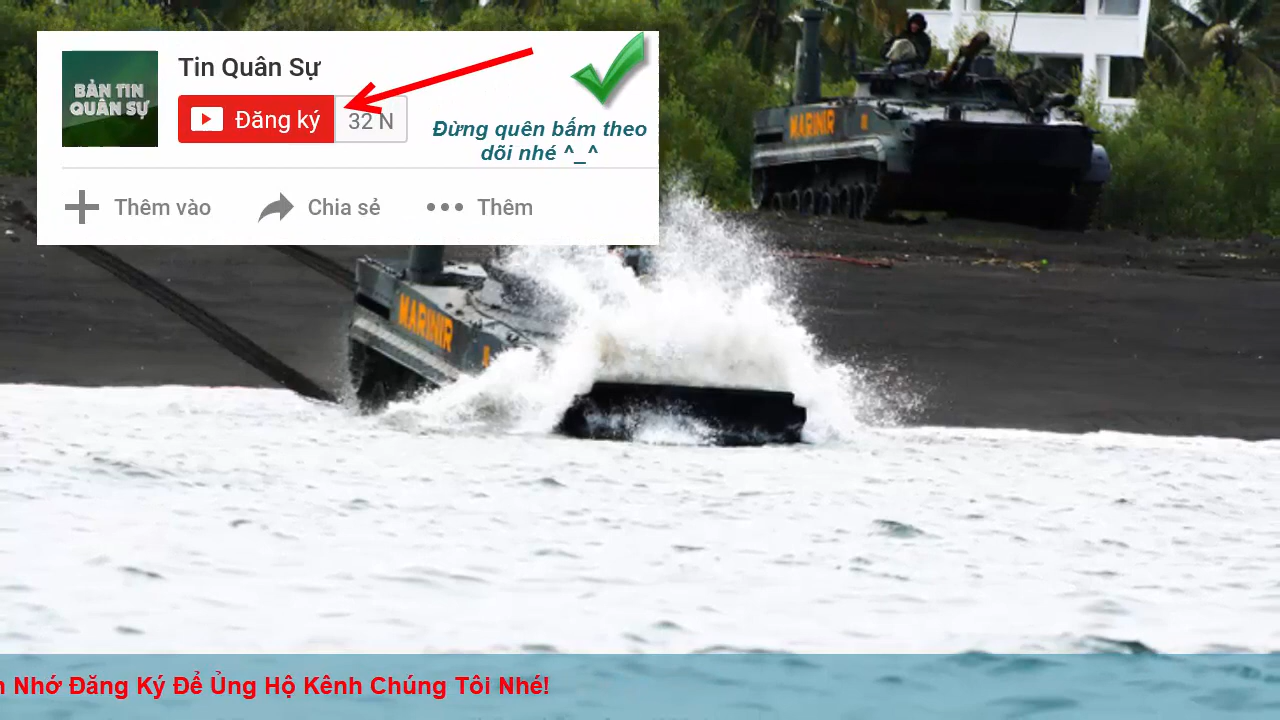 BẢN TIN
QUÂN SỰ
Tin Quân Sự
Đăng ký
32 N
Đừng quên bấm theo
dõi nhé ^_^
Thêm vào
Chia sẻ
Thêm
MARINIR
MARINIR
Nhớ Đăng Ký Để Ủng Hộ Kênh Chúng Tôi Nhé!